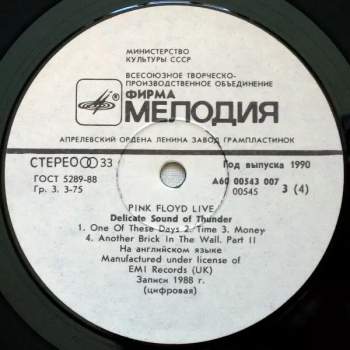 МИНИСТЕРСТВО
КУЛЬТУРЫ СССР
ВСЕСОЮЗНОЕ ТВОРЧЕСКО-
ПРОИЗВОДСТВЕННОЕ ОБЪЕДИНЕНИЕ
ФИРМА
МЕЛОДИЯ
АПРЕЛЕВСКИЙ ОРДЕНА ЛЕНИНА ЗАВОД ГРАМПЛАСТИНОК
СТЕРЕО 33
Год выпуска 1990
ГОСТ 5289-88
А60 00543 007
Гр. 3. 3-75
00545 3 (4)
PINK FLOYD LIVE
Delicate Sound of Thunder
1. One Of These Days 2. Time 3. Money
4. Another Brick In The Wall. Part II
На английском языке
Manufactured under license of
EMI Records (UK)
Записи 1988 г.
(цифровая)